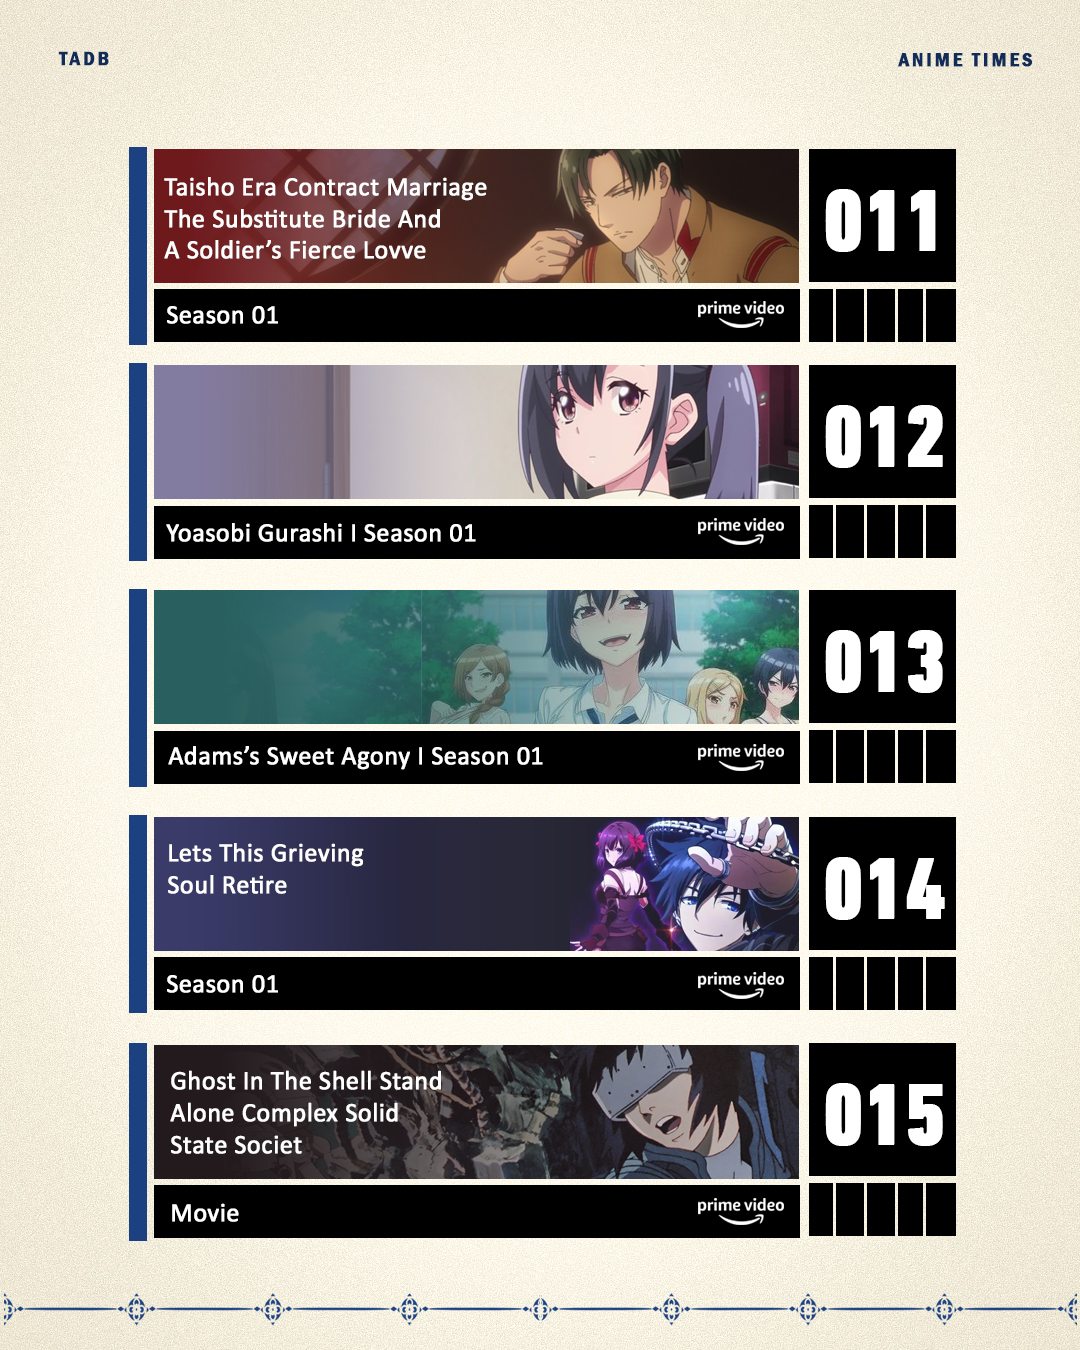 TADB
ANIME TIMES
Taisho Era Contract Marriage
The Substitute Bride And
A Soldier’s Fierce Lovve
011
Season 01
prime video
012
Yoasobi Gurashi I Season 01
prime video
013
Adams’s Sweet Agony I Season 01
prime video
Lets This Grieving
Soul Retire
014
Season 01
prime video
Ghost In The Shell Stand
Alone Complex Solid
State Societ
015
Movie
prime video